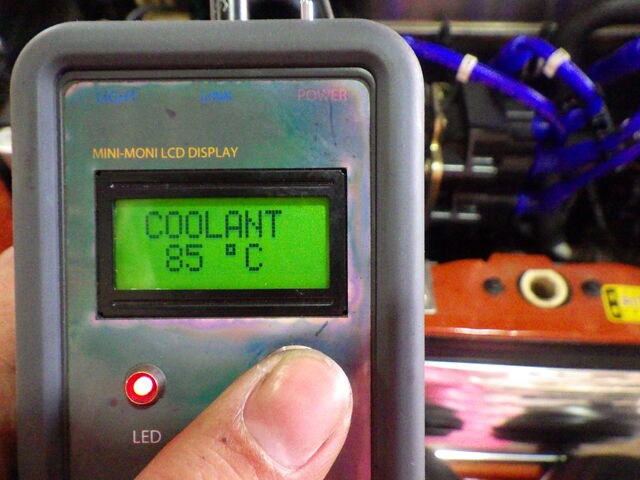 LIGHT LINK POWER
MINI-MONI LCD DISPLAY
COOLANT
85 °C
LED